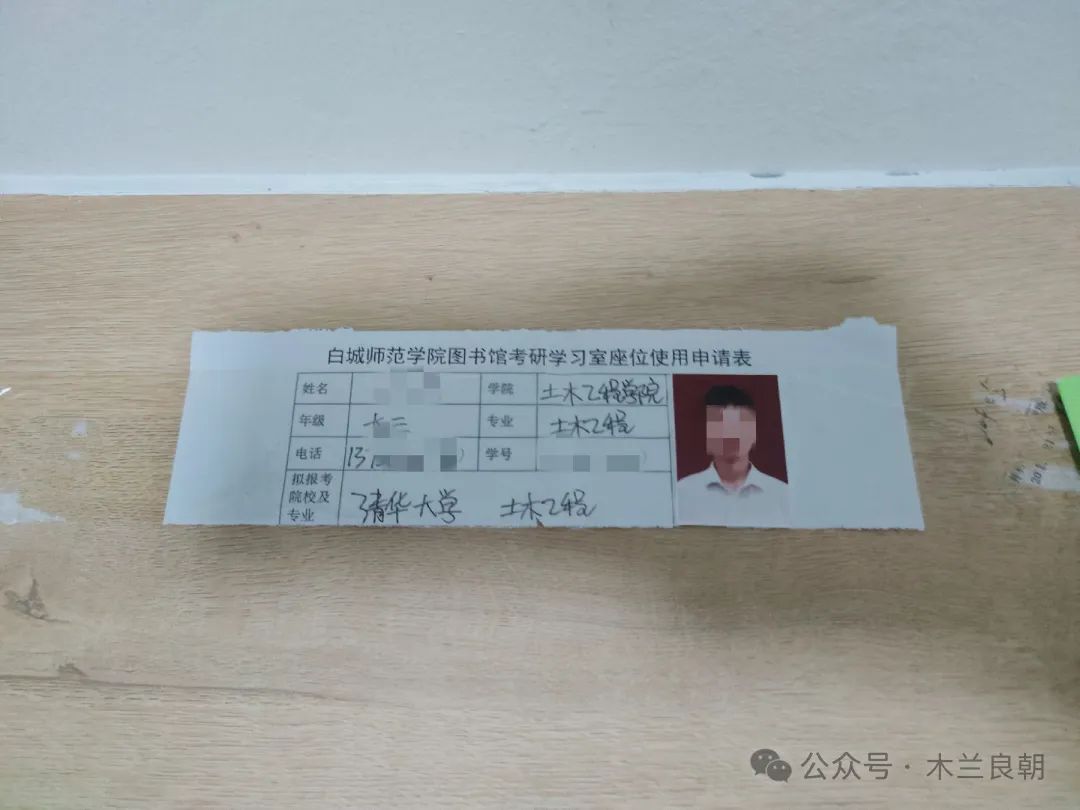 白城师范学院图书馆考研学习室座位使用申请表
姓名 学院 土木工程学院
年级 大三 专业 土木工程
电话 学号
拟报考院校及专业 清华大学 土木工程
公众号·木兰良朝